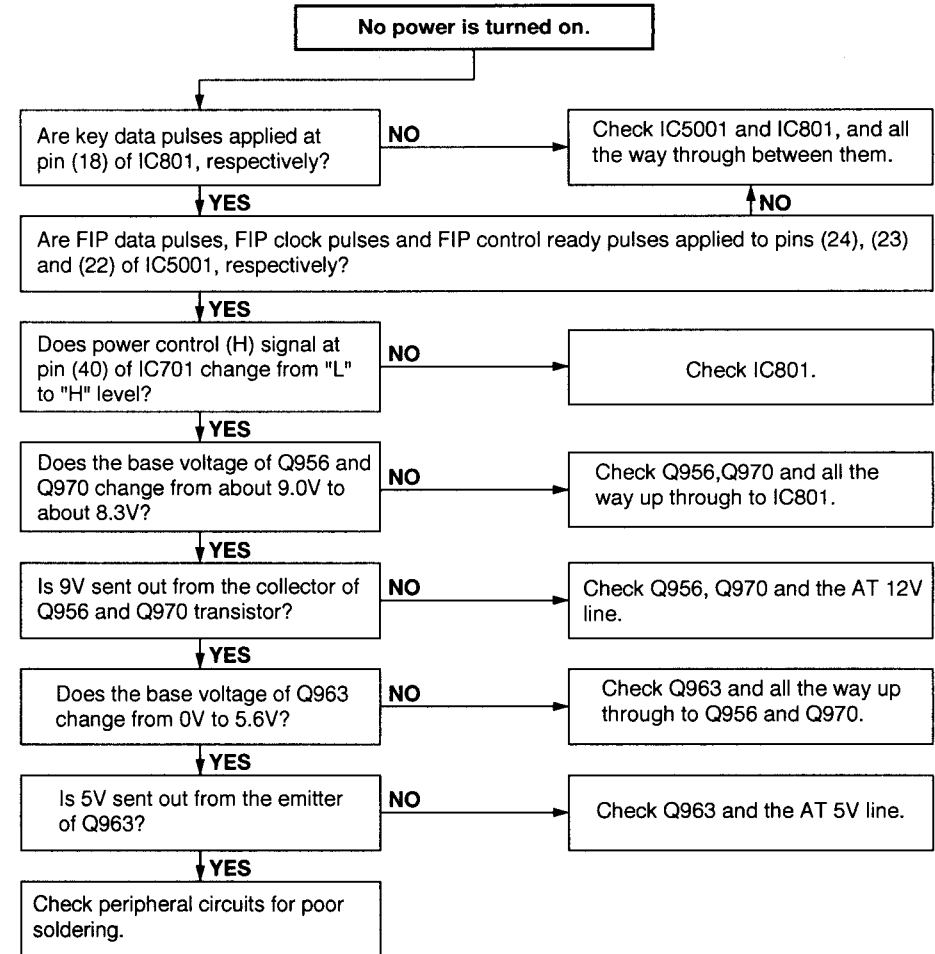 No power is turned on.
Are key data pulses applied at
pin (18) of IC801, respectively?
NO
Check IC5001 and IC801, and all
the way through between them.
YES
NO
Are FIP data pulses, FIP clock pulses and FIP control ready pulses applied to pins (24), (23)
and (22) of IC5001, respectively?
YES
Does power control (H) signal at
pin (40) of IC701 change from "L"
to "H" level?
NO
Check IC801.
YES
Does the base voltage of Q956 and
Q970 change from about 9.0V to
about 8.3V?
NO
Check Q956,Q970 and all the
way up through to IC801.
YES
Is 9V sent out from the collector of
Q956 and Q970 transistor?
NO
Check Q956, Q970 and the AT 12V
line.
YES
Does the base voltage of Q963
change from 0V to 5.6V?
NO
Check Q963 and all the way up
through to Q956 and Q970.
YES
Is 5V sent out from the emitter
of Q963?
NO
Check Q963 and the AT 5V line.
YES
Check peripheral circuits for poor
soldering.